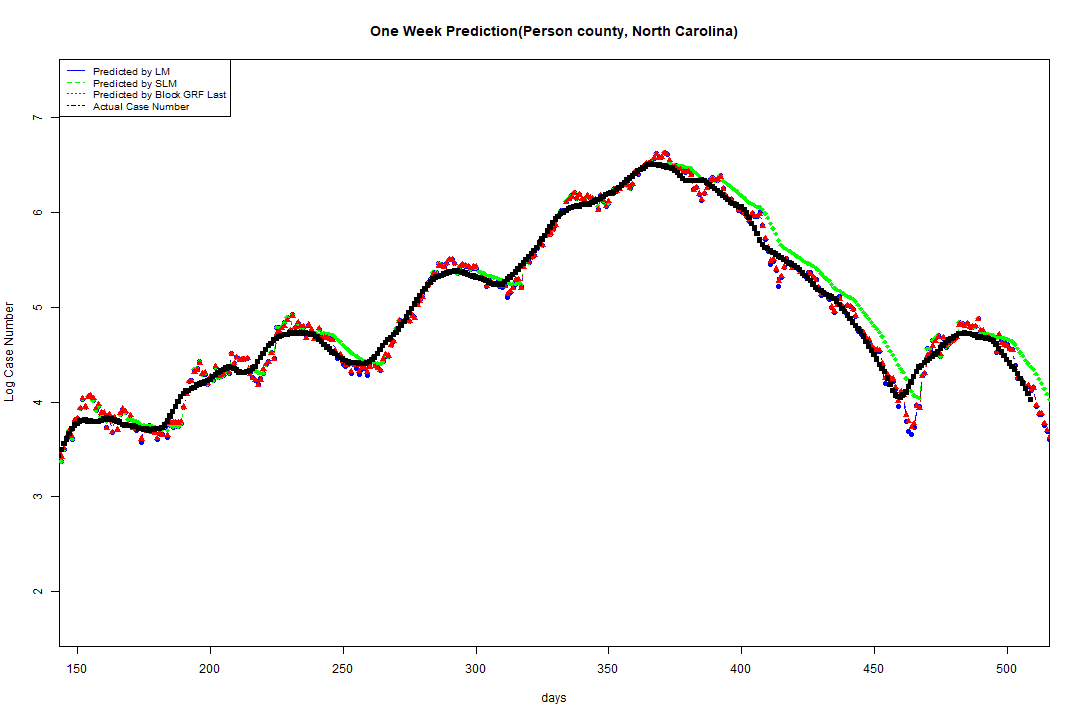 One Week Prediction(Person county, North Carolina)
Predicted by LM
Predicted by SLM
Predicted by Block GRF Last
Actual Case Number
7
6
5
4
3
2
Log Case Number
150 200 250 300 350 400 450 500
days